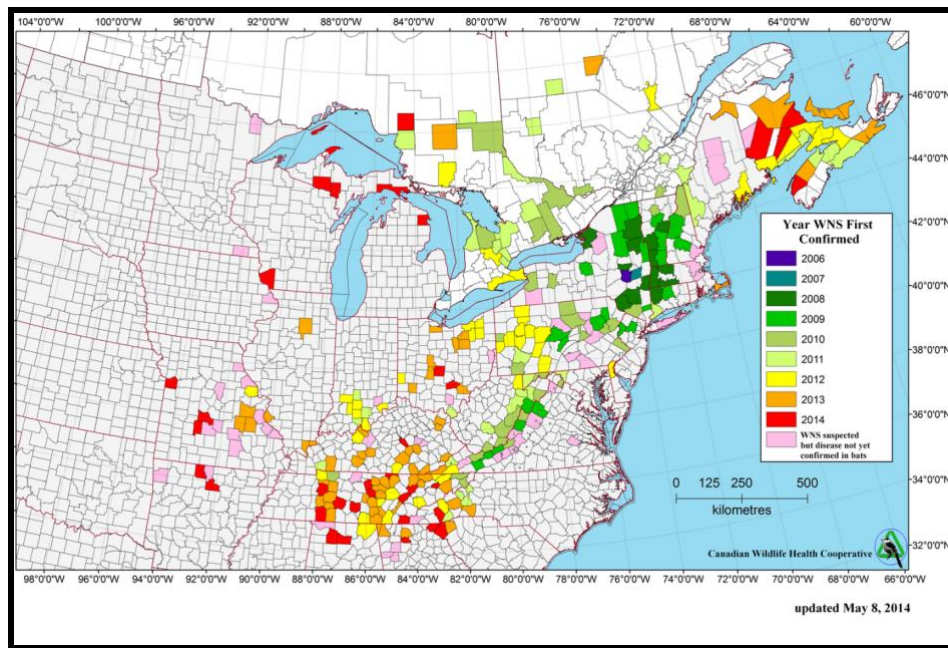 104°0'0"W 100°0'0"W 96°0'0"W 92°0'0"W 88°0'0"W 84°0'0"W 80°0'0"W 76°0'0"W 72°0'0"W 68°0'0"W 64°0'0"W 60°0'0"W
46°0'0"N
44°0'0"N
42°0'0"N
40°0'0"N
38°0'0"N
36°0'0"N
34°0'0"N
32°0'0"N
Year WNS First
Confirmed
2006
2007
2008
2009
2010
2011
2012
2013
2014
WNS suspected
but disease not yet
confirmed in bats
0 125 250 500
kilometres
Canadian Wildlife Health Cooperative
98°0'0"W 96°0'0"W 94°0'0"W 92°0'0"W 90°0'0"W 88°0'0"W 86°0'0"W 84°0'0"W 82°0'0"W 80°0'0"W 78°0'0"W 76°0'0"W 74°0'0"W 72°0'0"W 70°0'0"W 68°0'0"W 66°0'0"W
updated May 8, 2014